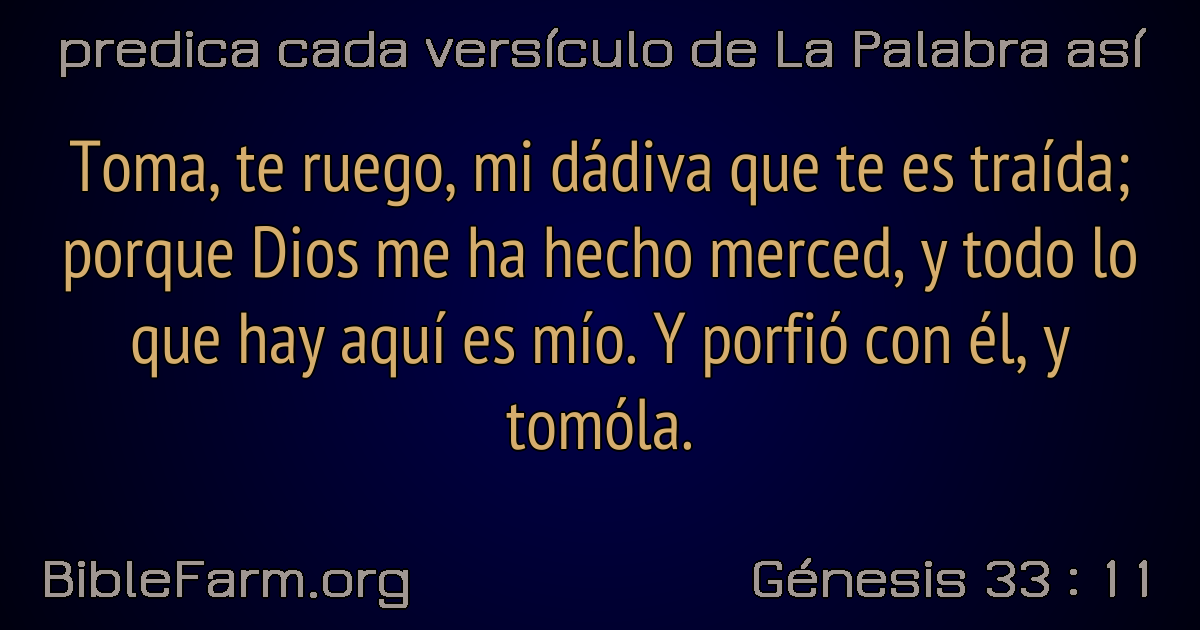 predica cada versículo de La Palabra así
Toma, te ruego, mi dádiva que te es traída;
porque Dios me ha hecho merced, y todo lo
que hay aquí es mío. Y porfió con él, y
tomóla.
BibleFarm.org
Génesis 33 : 11